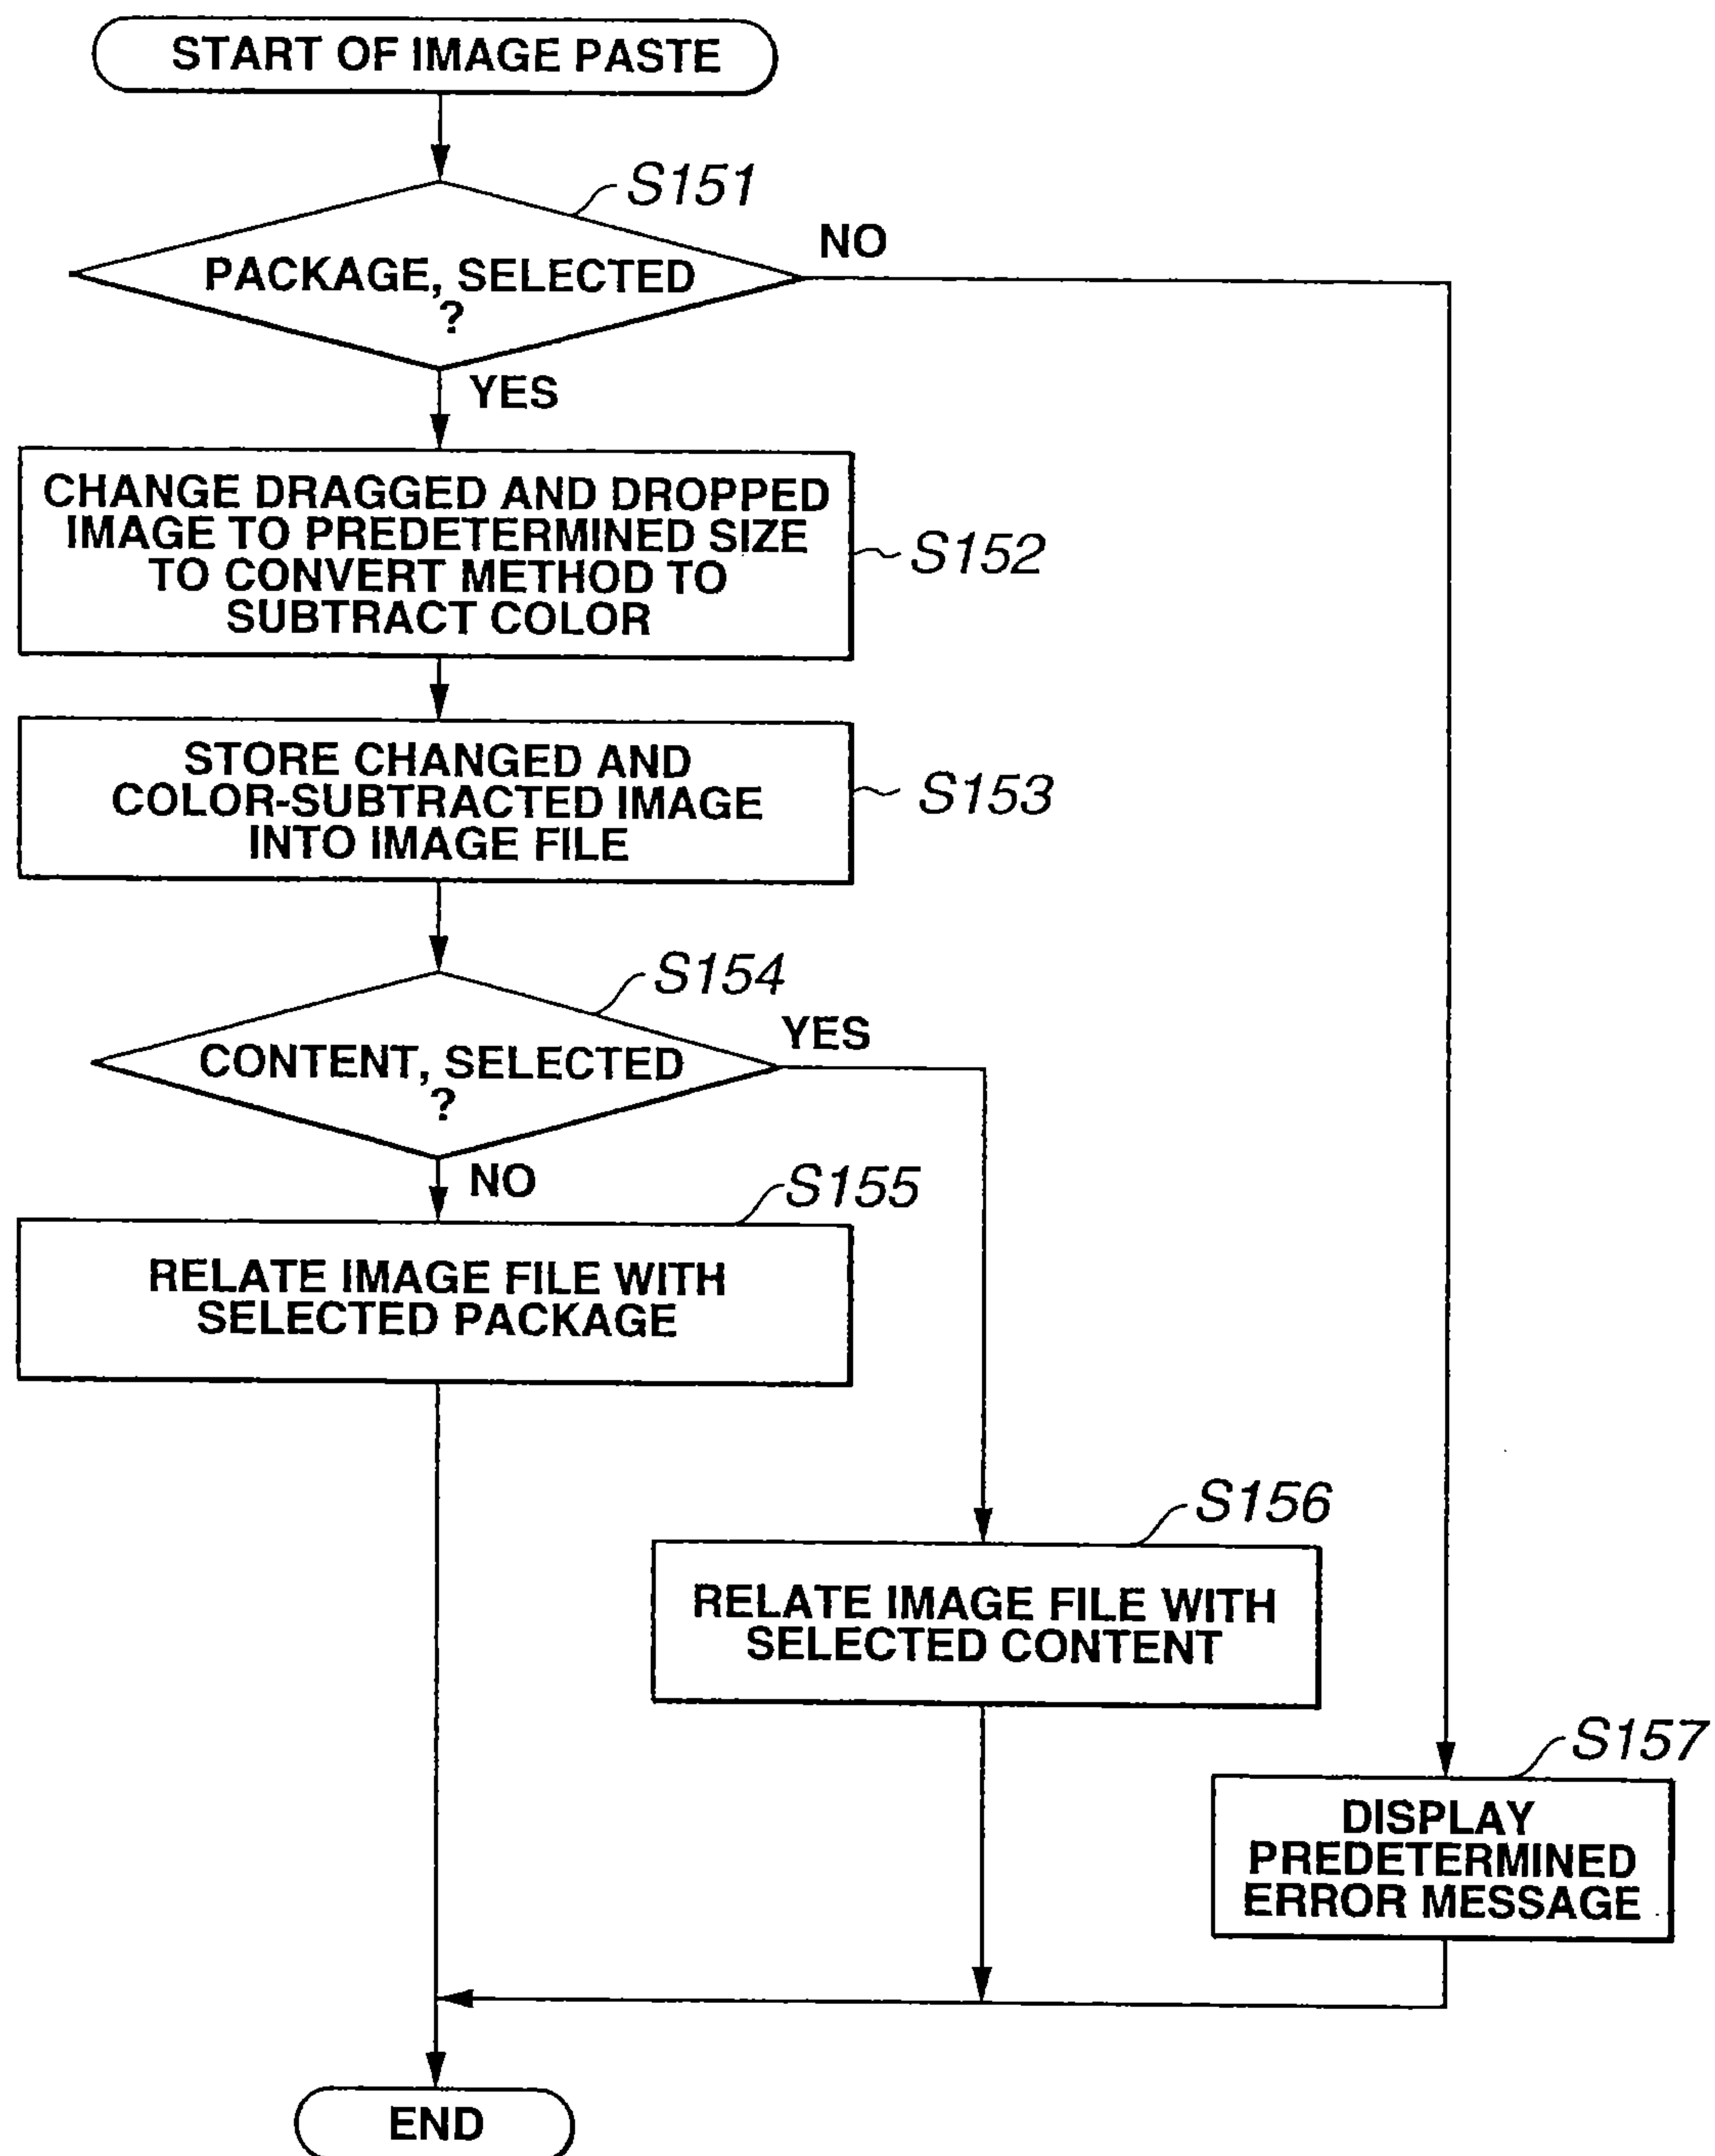 START OF IMAGE PASTE
S151
NO
PACKAGE, SELECTED
?
YES
CHANGE DRAGGED AND DROPPED
IMAGE TO PREDETERMINED SIZE
TO CONVERT METHOD TO
SUBTRACT COLOR
S152
STORE CHANGED AND
COLOR-SUBTRACTED IMAGE
INTO IMAGE FILE
S153
S154
YES
CONTENT, SELECTED
?
NO
S155
RELATE IMAGE FILE WITH
SELECTED PACKAGE
S156
RELATE IMAGE FILE WITH
SELECTED CONTENT
S157
DISPLAY
PREDETERMINED
ERROR MESSAGE
END